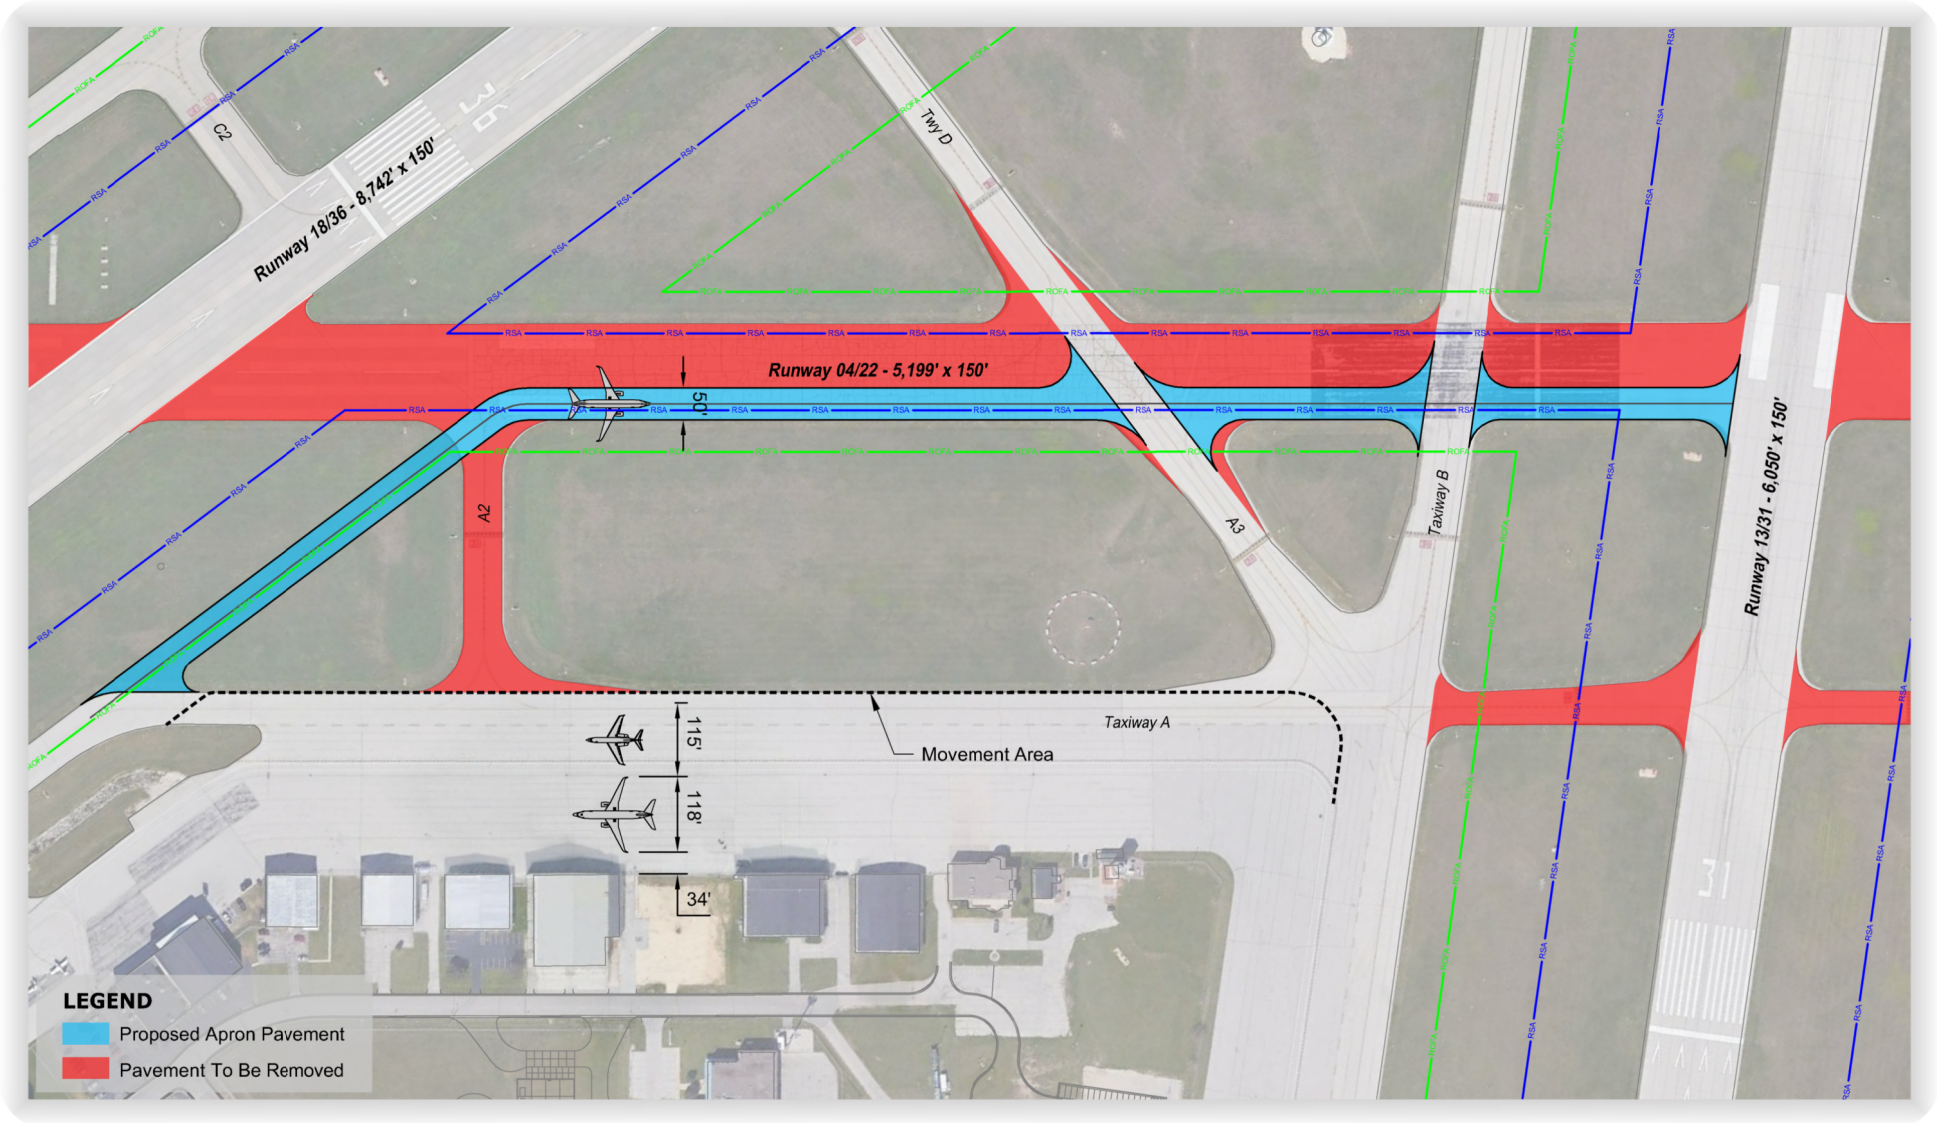 C2
36
Runway 18/36 - 8,742' x 150'
Twy D
ROFA
RSA
Runway 04/22 - 5,199' x 150'
50'
A2
A3
Taxiway B
Runway 13/31 - 6,050' x 150'
Taxiway A
Movement Area
115'
118'
34'
31
LEGEND
Proposed Apron Pavement
Pavement To Be Removed